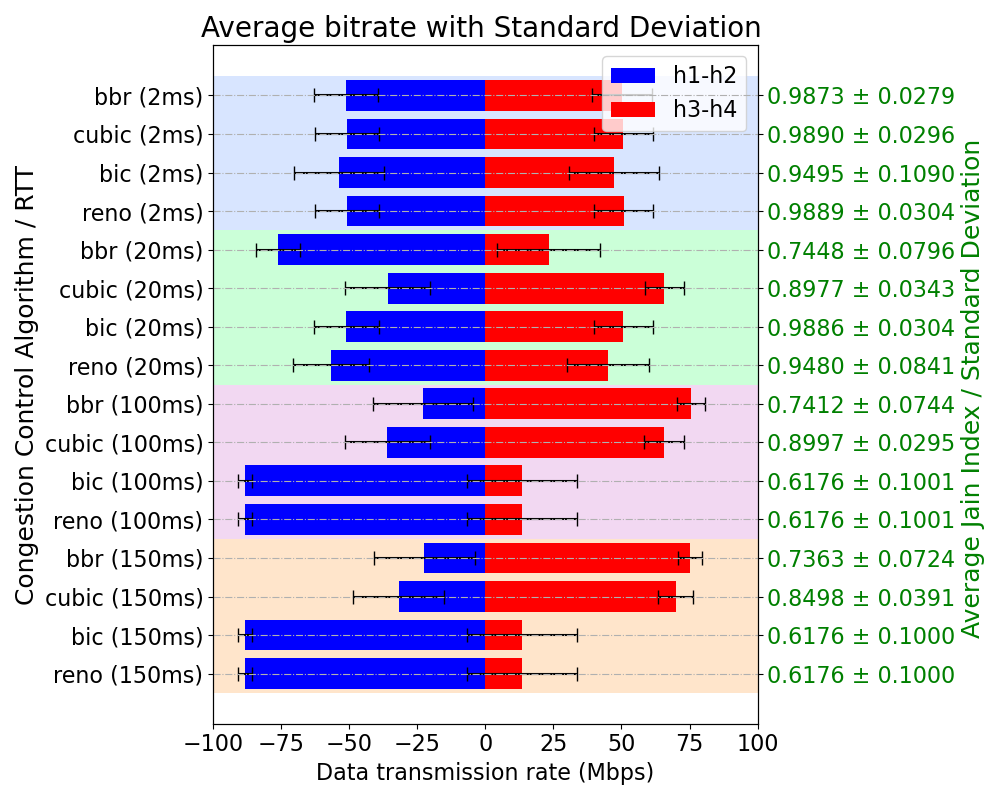 Average bitrate with Standard Deviation
h1-h2
h3-h4
Congestion Control Algorithm / RTT
bbr (2ms) 0.9873 ± 0.0279
cubic (2ms) 0.9890 ± 0.0296
bic (2ms) 0.9495 ± 0.1090
reno (2ms) 0.9889 ± 0.0304
bbr (20ms) 0.7448 ± 0.0796
cubic (20ms) 0.8977 ± 0.0343
bic (20ms) 0.9886 ± 0.0304
reno (20ms) 0.9480 ± 0.0841
bbr (100ms) 0.7412 ± 0.0744
cubic (100ms) 0.8997 ± 0.0295
bic (100ms) 0.6176 ± 0.1001
reno (100ms) 0.6176 ± 0.1001
bbr (150ms) 0.7363 ± 0.0724
cubic (150ms) 0.8498 ± 0.0391
bic (150ms) 0.6176 ± 0.1000
reno (150ms) 0.6176 ± 0.1000
Average Jain Index / Standard Deviation
−100 −75 −50 −25 0 25 50 75 100
Data transmission rate (Mbps)